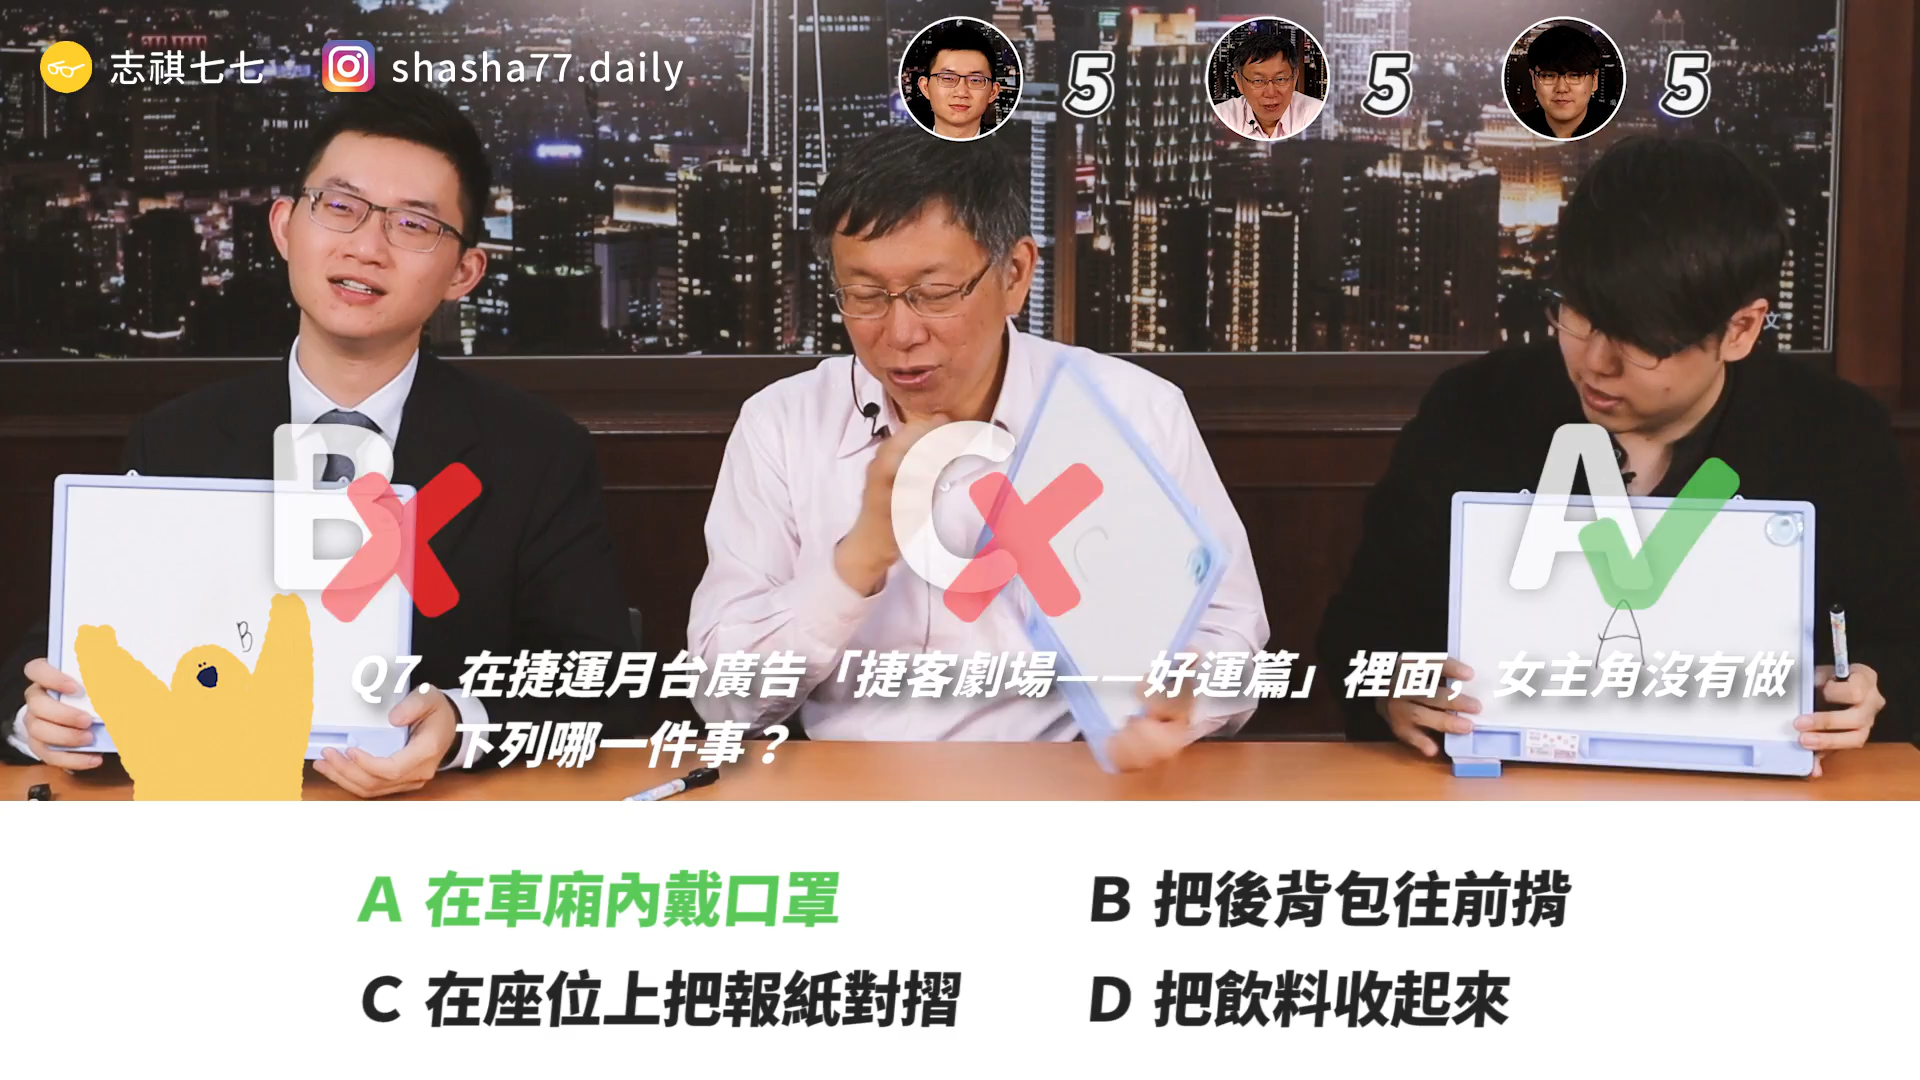 志祺七七
shasha77.daily
5
5
5
B
C
A
B
C
A
文
Q7. 在捷運月台廣告「捷客劇場——好運篇」裡面，女主角沒有做
下列哪一件事？
A 在車廂內戴口罩
B 把後背包往前揹
C 在座位上把報紙對摺
D 把飲料收起來